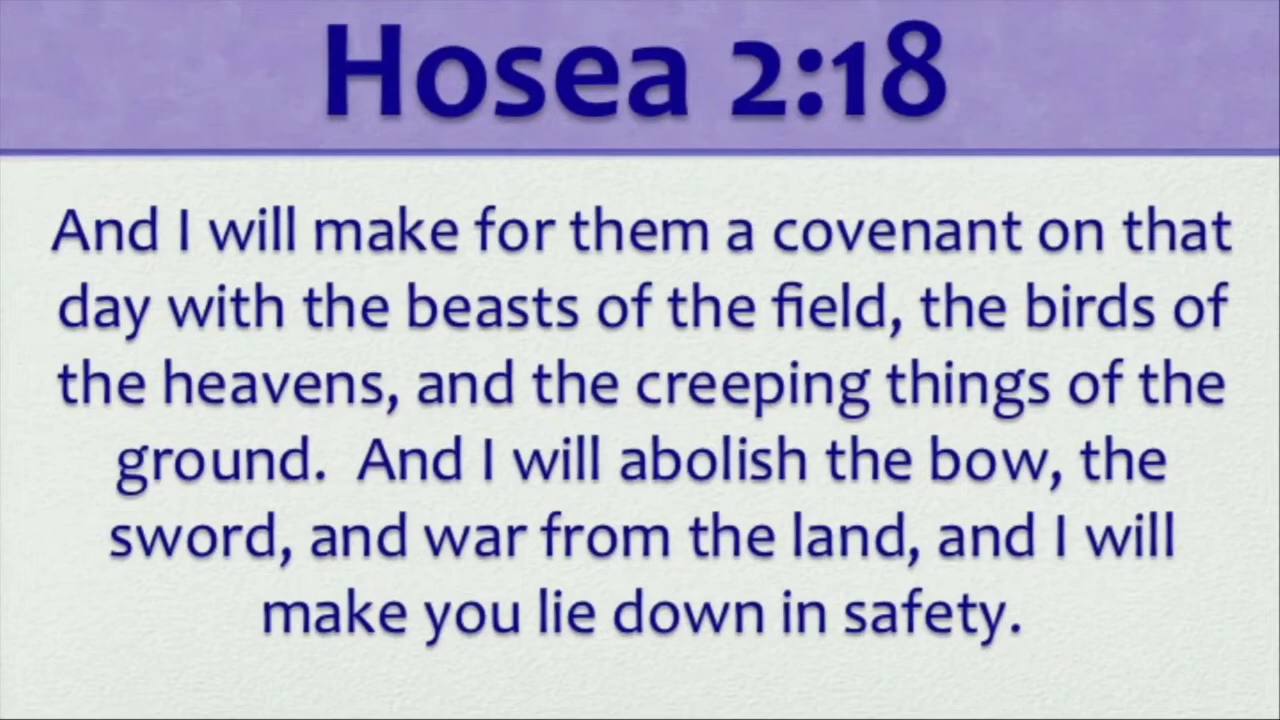 Hosea 2:18
And I will make for them a covenant on that
day with the beasts of the field, the birds of
the heavens, and the creeping things of the
ground.  And I will abolish the bow, the
sword, and war from the land, and I will
make you lie down in safety.